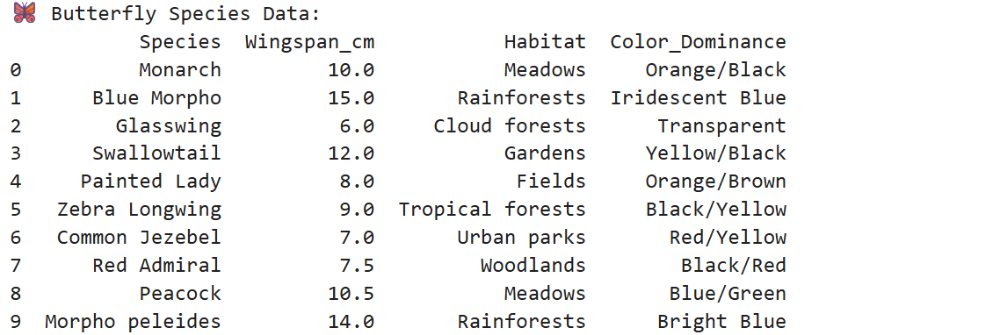 🦋 Butterfly Species Data:
Species Wingspan_cm Habitat Color_Dominance
0 Monarch 10.0 Meadows Orange/Black
1 Blue Morpho 15.0 Rainforests Iridescent Blue
2 Glasswing 6.0 Cloud forests Transparent
3 Swallowtail 12.0 Gardens Yellow/Black
4 Painted Lady 8.0 Fields Orange/Brown
5 Zebra Longwing 9.0 Tropical forests Black/Yellow
6 Common Jezebel 7.0 Urban parks Red/Yellow
7 Red Admiral 7.5 Woodlands Black/Red
8 Peacock 10.5 Meadows Blue/Green
9 Morpho peleides 14.0 Rainforests Bright Blue